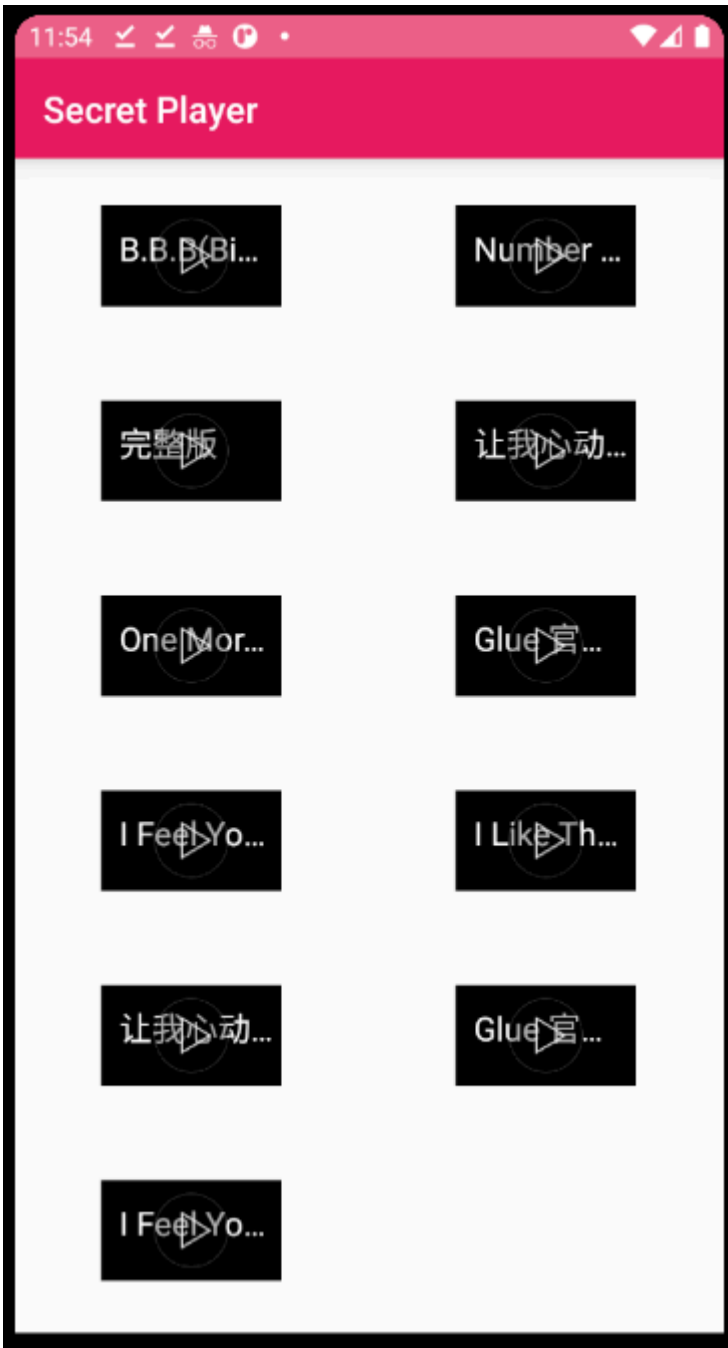 11:54
Secret Player
B.B.B(Bi...
Number ...
完整版
让我心动...
One Mor...
Glue 官...
I Feel Yo...
I Like Th...
让我心动...
Glue 官...
I Feel Yo...